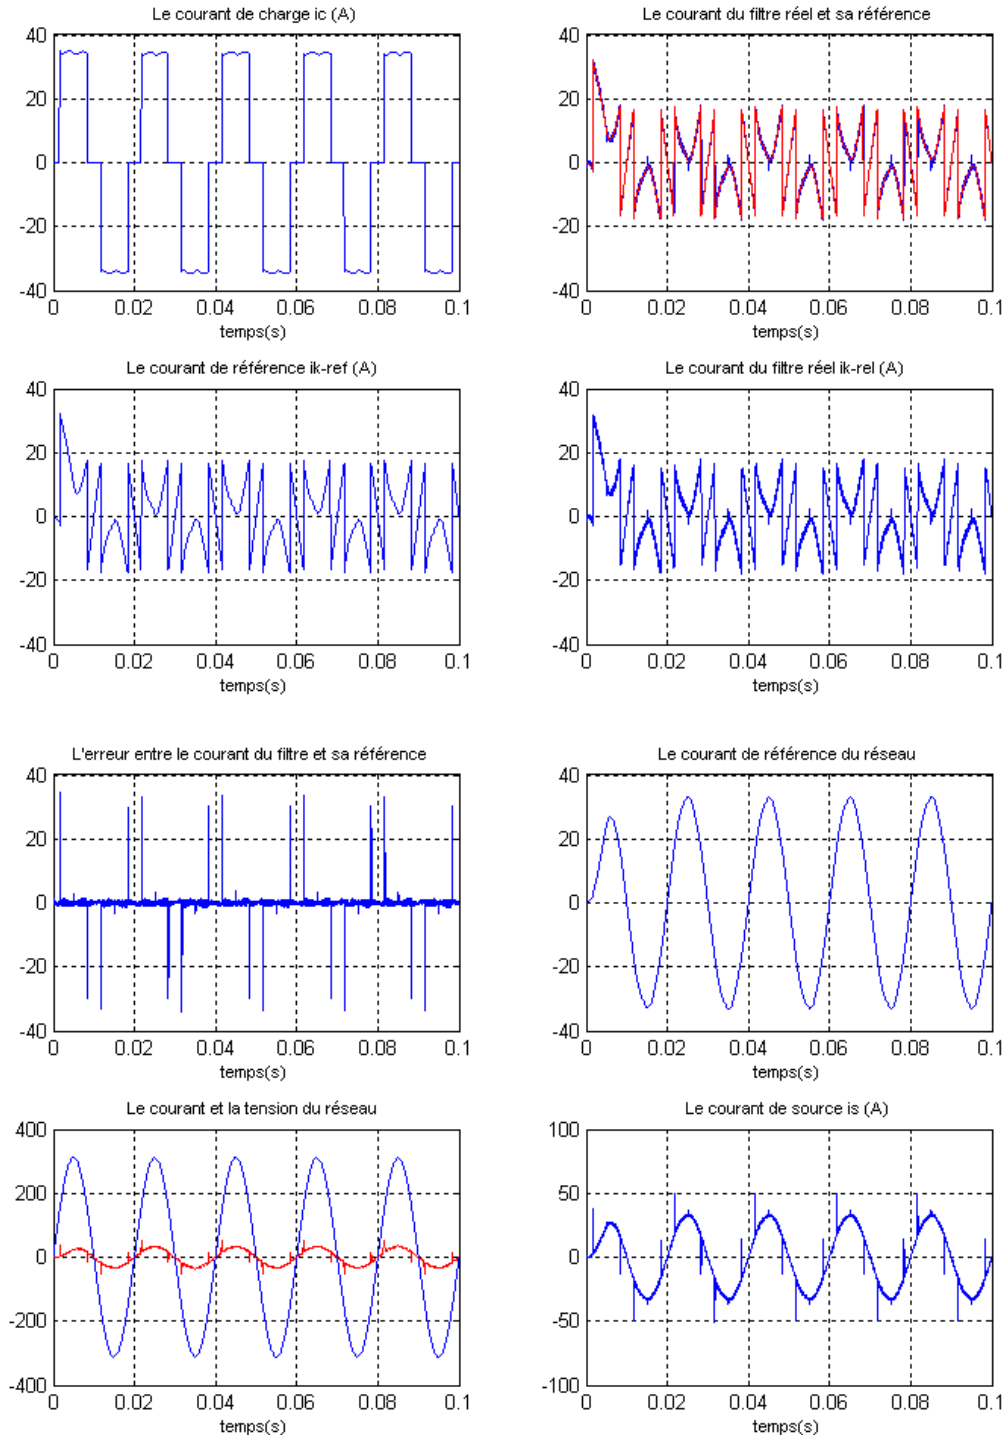 Le courant de charge ic (A)
40
20
0
-20
-40
0 0.02 0.04 0.06 0.08 0.1
temps(s)
Le courant du filtre réel et sa référence
40
20
0
-20
-40
0 0.02 0.04 0.06 0.08 0.1
temps(s)
Le courant de référence ik-ref (A)
40
20
0
-20
-40
0 0.02 0.04 0.06 0.08 0.1
temps(s)
Le courant du filtre réel ik-rel (A)
40
20
0
-20
-40
0 0.02 0.04 0.06 0.08 0.1
temps(s)
L'erreur entre le courant du filtre et sa référence
40
20
0
-20
-40
0 0.02 0.04 0.06 0.08 0.1
temps(s)
Le courant de référence du réseau
40
20
0
-20
-40
0 0.02 0.04 0.06 0.08 0.1
temps(s)
Le courant et la tension du réseau
400
200
0
-200
-400
0 0.02 0.04 0.06 0.08 0.1
temps(s)
Le courant de source is (A)
100
50
0
-50
-100
0 0.02 0.04 0.06 0.08 0.1
temps(s)